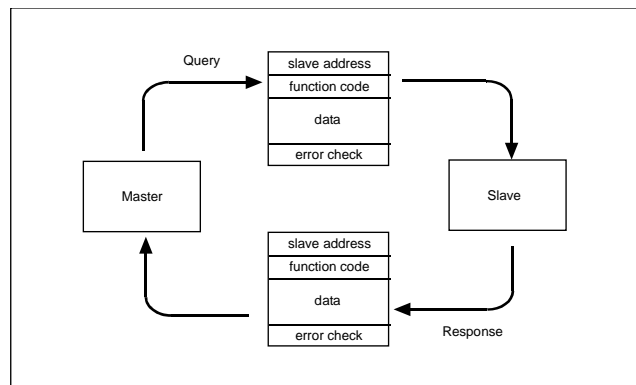 Query
slave address
function code
data
error check
Master
Slave
slave address
function code
data
error check
Response